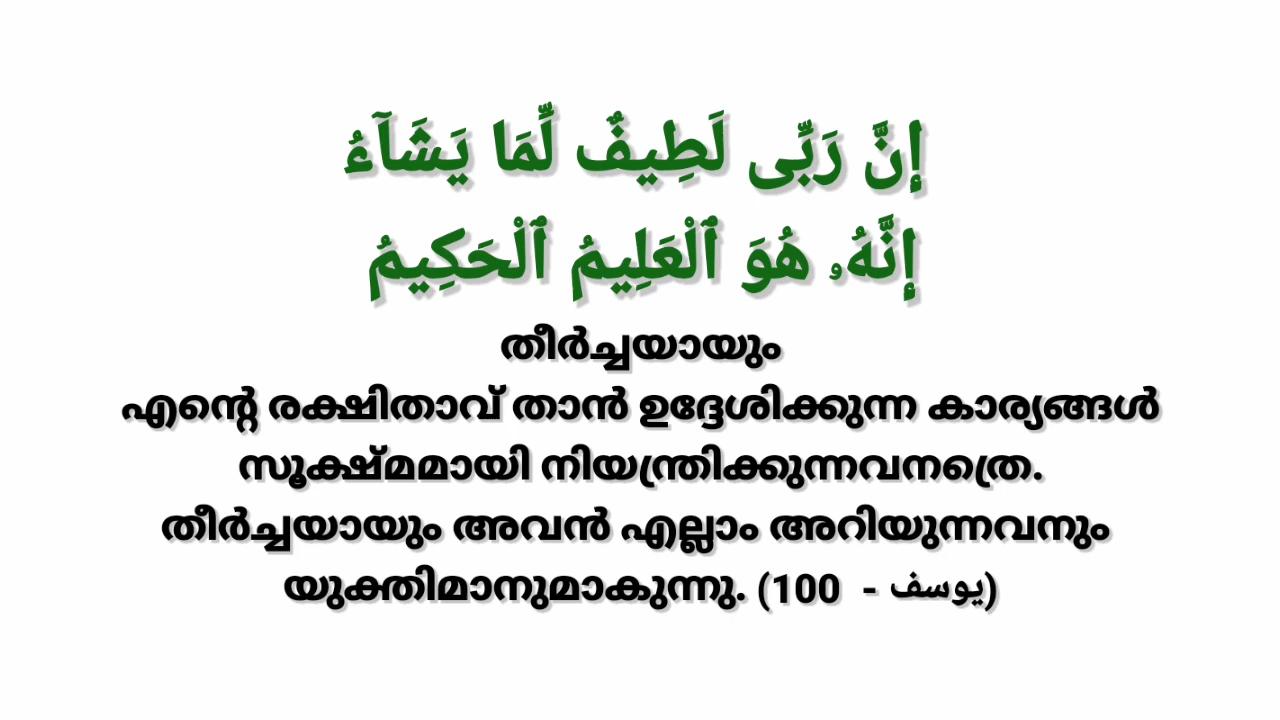 إِنَّ رَبِّى لَطِيفٌ لِّمَا يَشَآءُ
إِنَّهُۥ هُوَ ٱلْعَلِيمُ ٱلْحَكِيمُ
തീർച്ചയായും
എന്റെ രക്ഷിതാവ് താൻ ഉദ്ദേശിക്കുന്ന കാര്യങ്ങൾ
സൂക്ഷ്മമായി നിയന്ത്രിക്കുന്നവനത്രെ.
തീർച്ചയായും അവൻ എല്ലാം അറിയുന്നവനും
യുക്തിമാനുമാകുന്നു. (100 - يوسف)